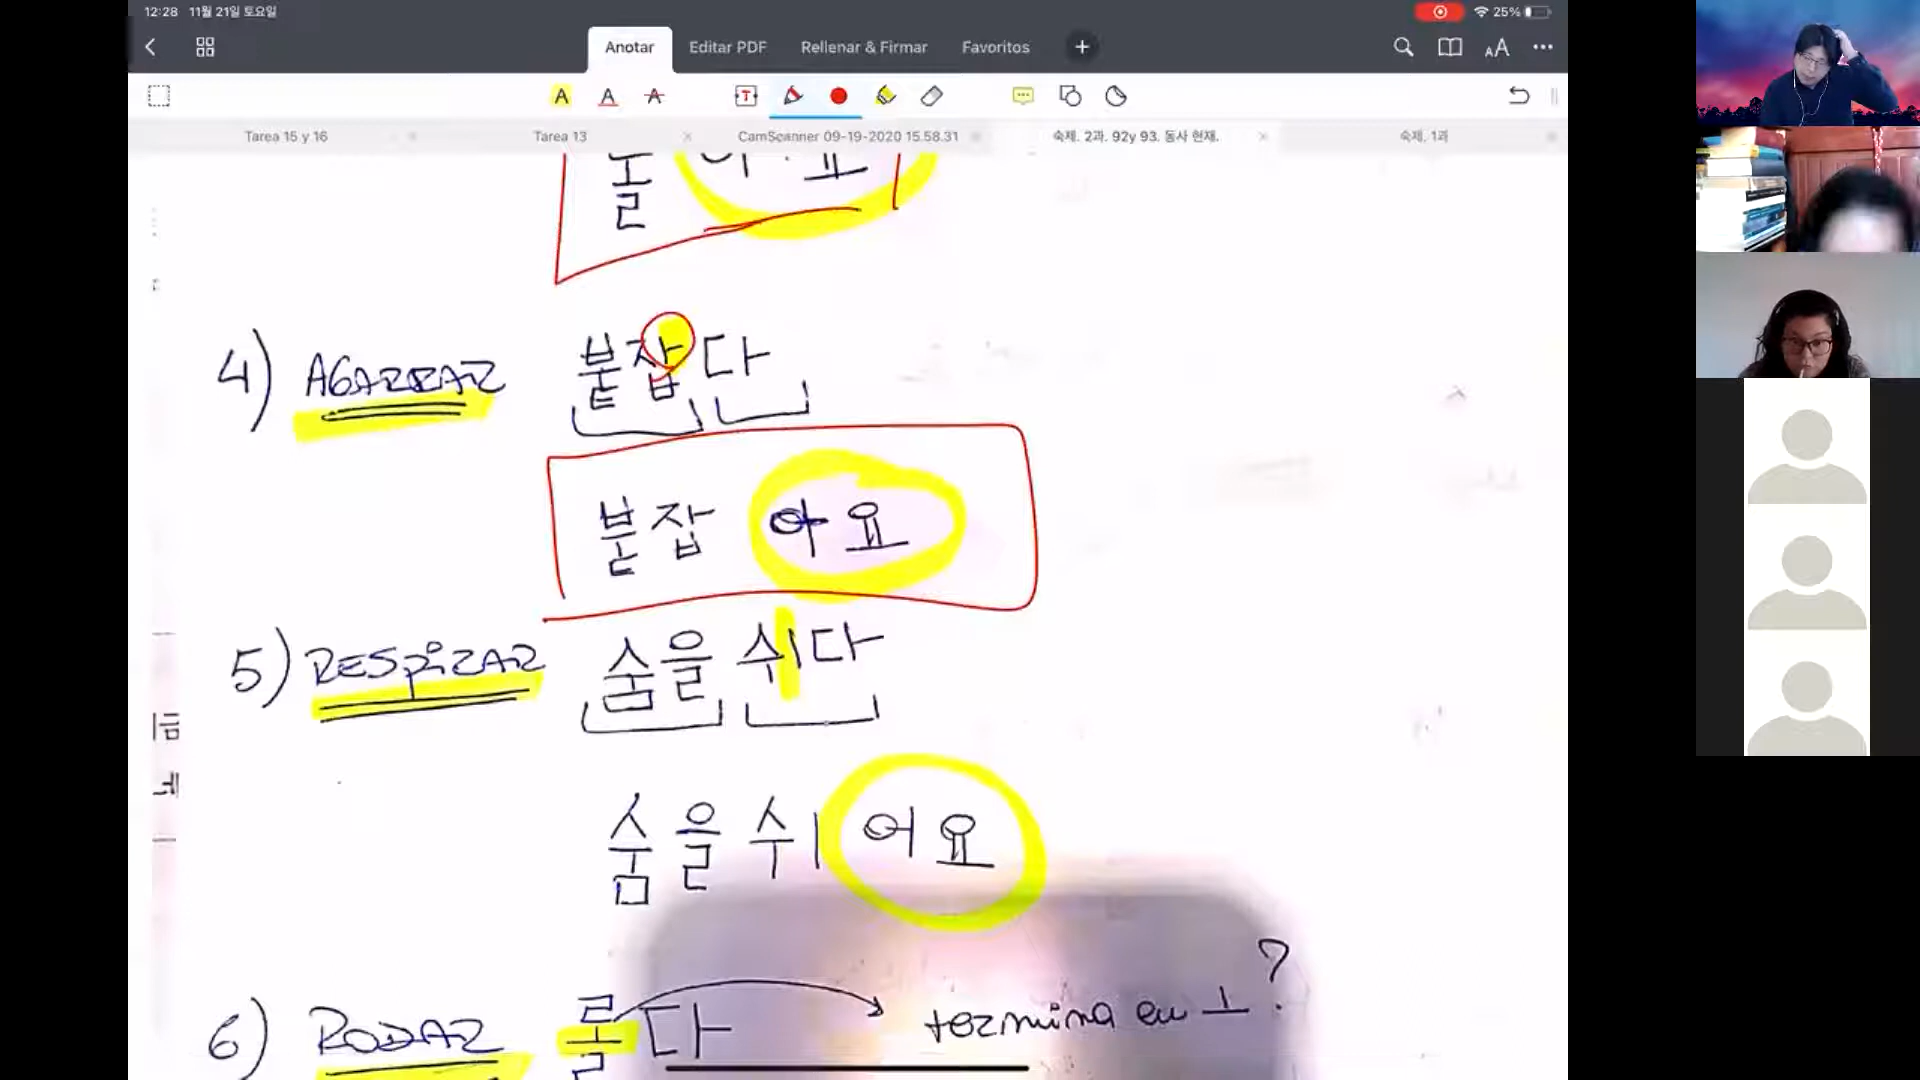 12:28 11월 21일 토요일
25%
Anotar Editar PDF Rellenar & Firmar Favoritos
Tarea 15 y 16
Tarea 13
CamScanner 09-19-2020 15.58.31
숙제. 2과. 92y 93. 동사 현재.
숙제. 1과
4) AGARRAR 붙잡다
붙잡 아요
5) RESPIRAR 숨을 쉬다
숨을 쉬 어요
?
6) RODAR 다 termina en ㅗ